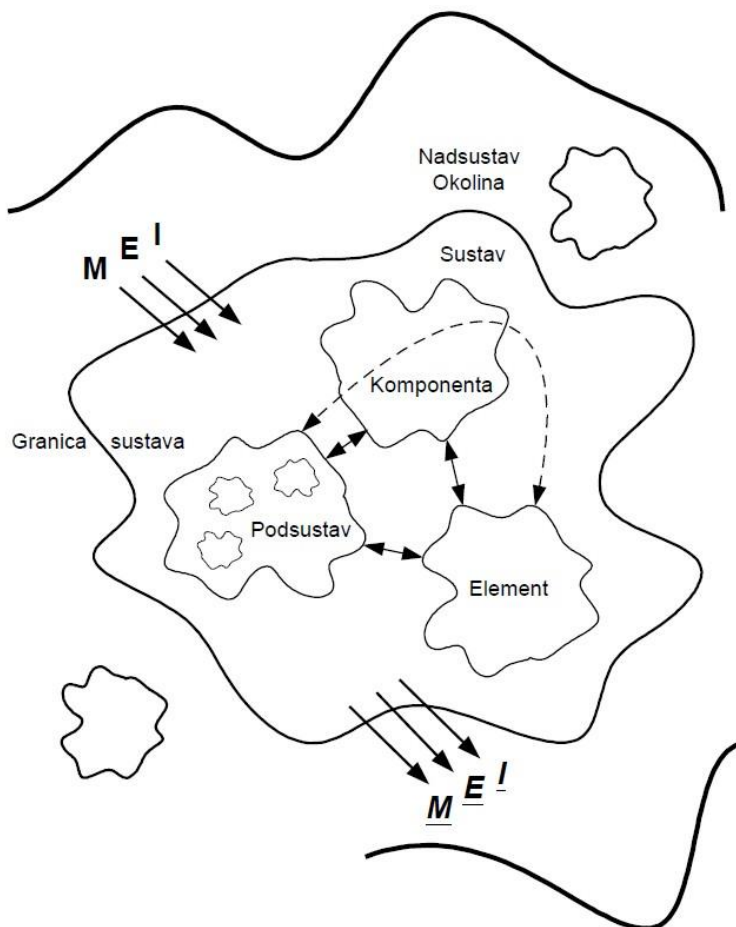 Nadsustav
Okolina
M E I
Sustav
Komponenta
Granica sustava
Podsustav
Element
M E I